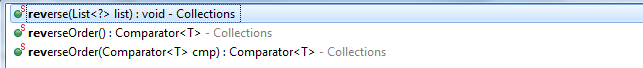 S reverse(List<?> list) : void - Collections
S reverseOrder() : Comparator<T> - Collections
S reverseOrder(Comparator<T> cmp) : Comparator<T> - Collections